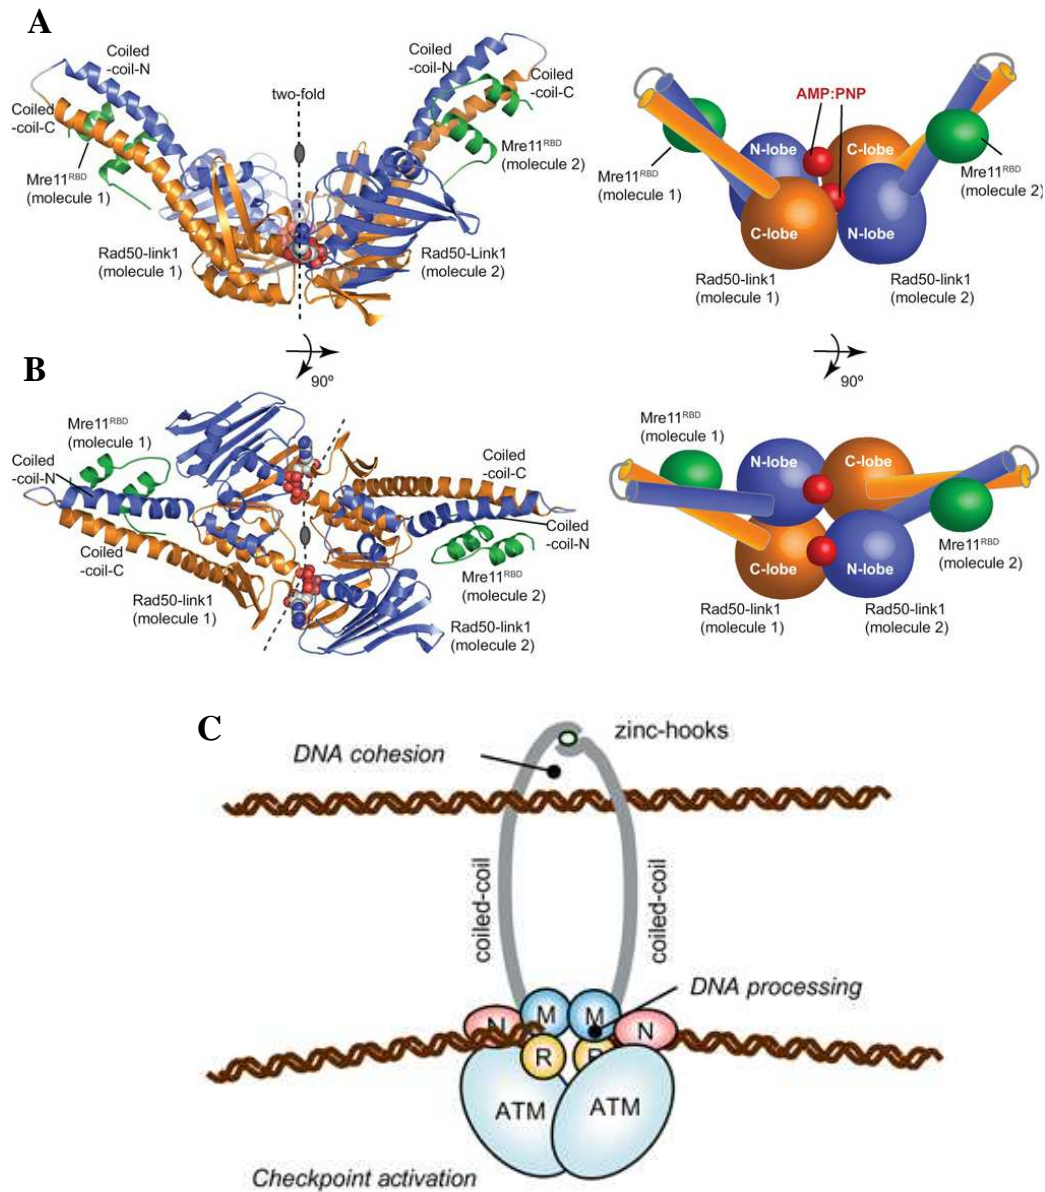 A
Coiled
-coil-N
Coiled
-coil-C
Mre11RBD
(molecule 1)
Rad50-link1
(molecule 1)
two-fold
Coiled
-coil-N
Coiled
-coil-C
Mre11RBD
(molecule 2)
Rad50-Link1
(molecule 2)
AMP:PNP
N-lobe
C-lobe
Mre11RBD
(molecule 1)
Mre11RBD
(molecule 2)
C-lobe
N-lobe
Rad50-link1
(molecule 1)
Rad50-link1
(molecule 2)
90º
90º
B
Mre11RBD
(molecule 1)
Coiled
-coil-N
Coiled
-coil-C
Rad50-link1
(molecule 1)
Coiled
-coil-C
Coiled
-coil-N
Mre11RBD
(molecule 2)
Rad50-link1
(molecule 2)
Mre11RBD
(molecule 1)
N-lobe
C-lobe
Mre11RBD
(molecule 2)
C-lobe
N-lobe
Rad50-link1
(molecule 1)
Rad50-link1
(molecule 2)
C
zinc-hooks
DNA cohesion
coiled-coil
coiled-coil
DNA processing
N M M N
R R
ATM ATM
Checkpoint activation